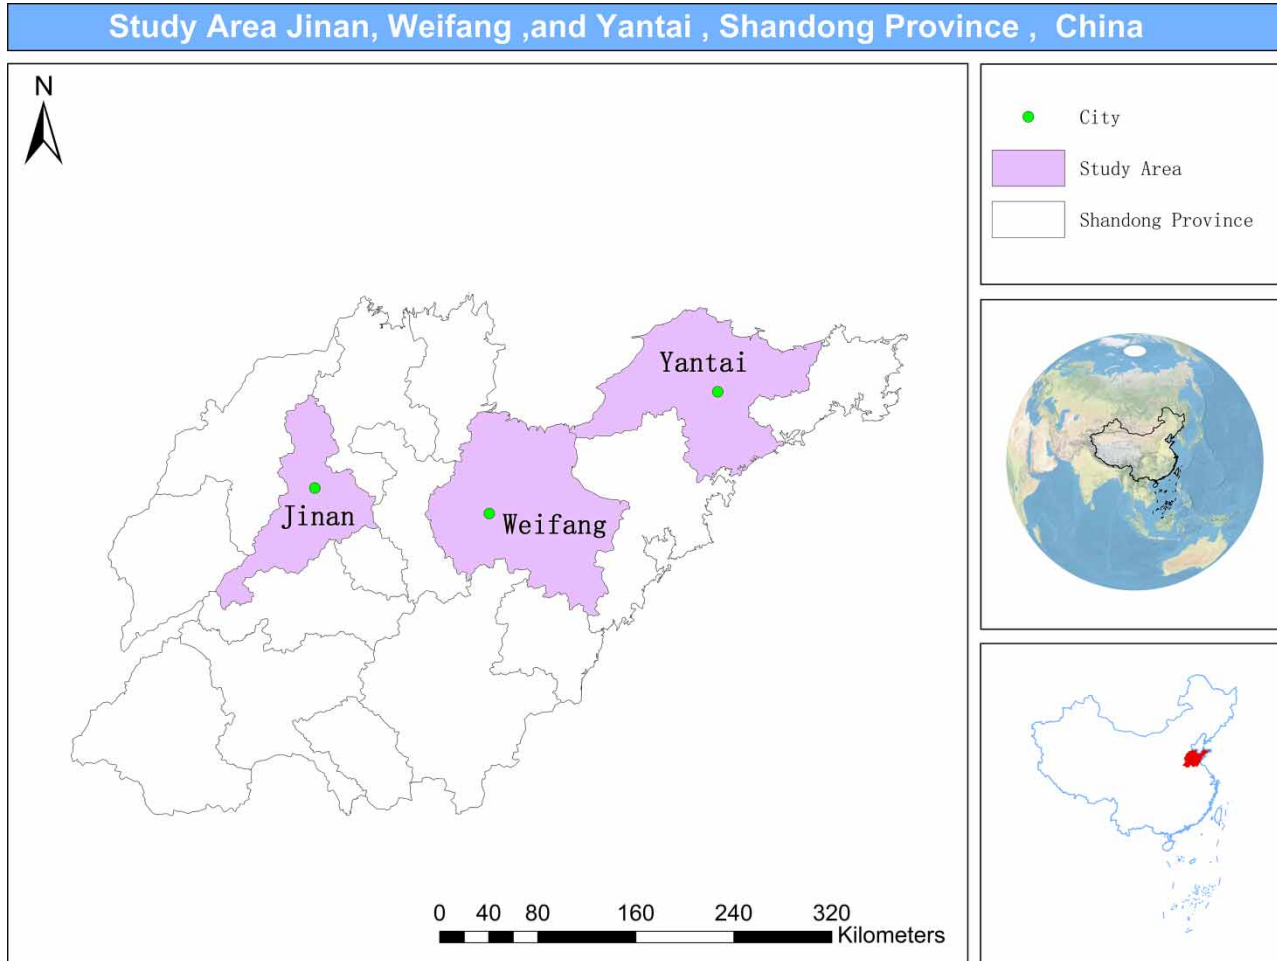 Study Area Jinan, Weifang ,and Yantai , Shandong Province , China
N
City
Study Area
Shandong Province
Yantai
Jinan
Weifang
0 40 80 160 240 320
Kilometers